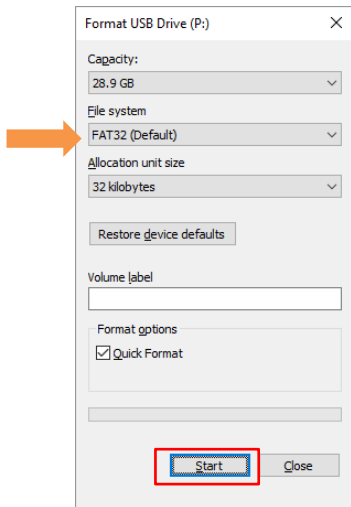 Format USB Drive (P:)
Capacity:
28.9 GB
File system
FAT32 (Default)
Allocation unit size
32 kilobytes
Restore device defaults
Volume label
Format options
Quick Format
Start
Close